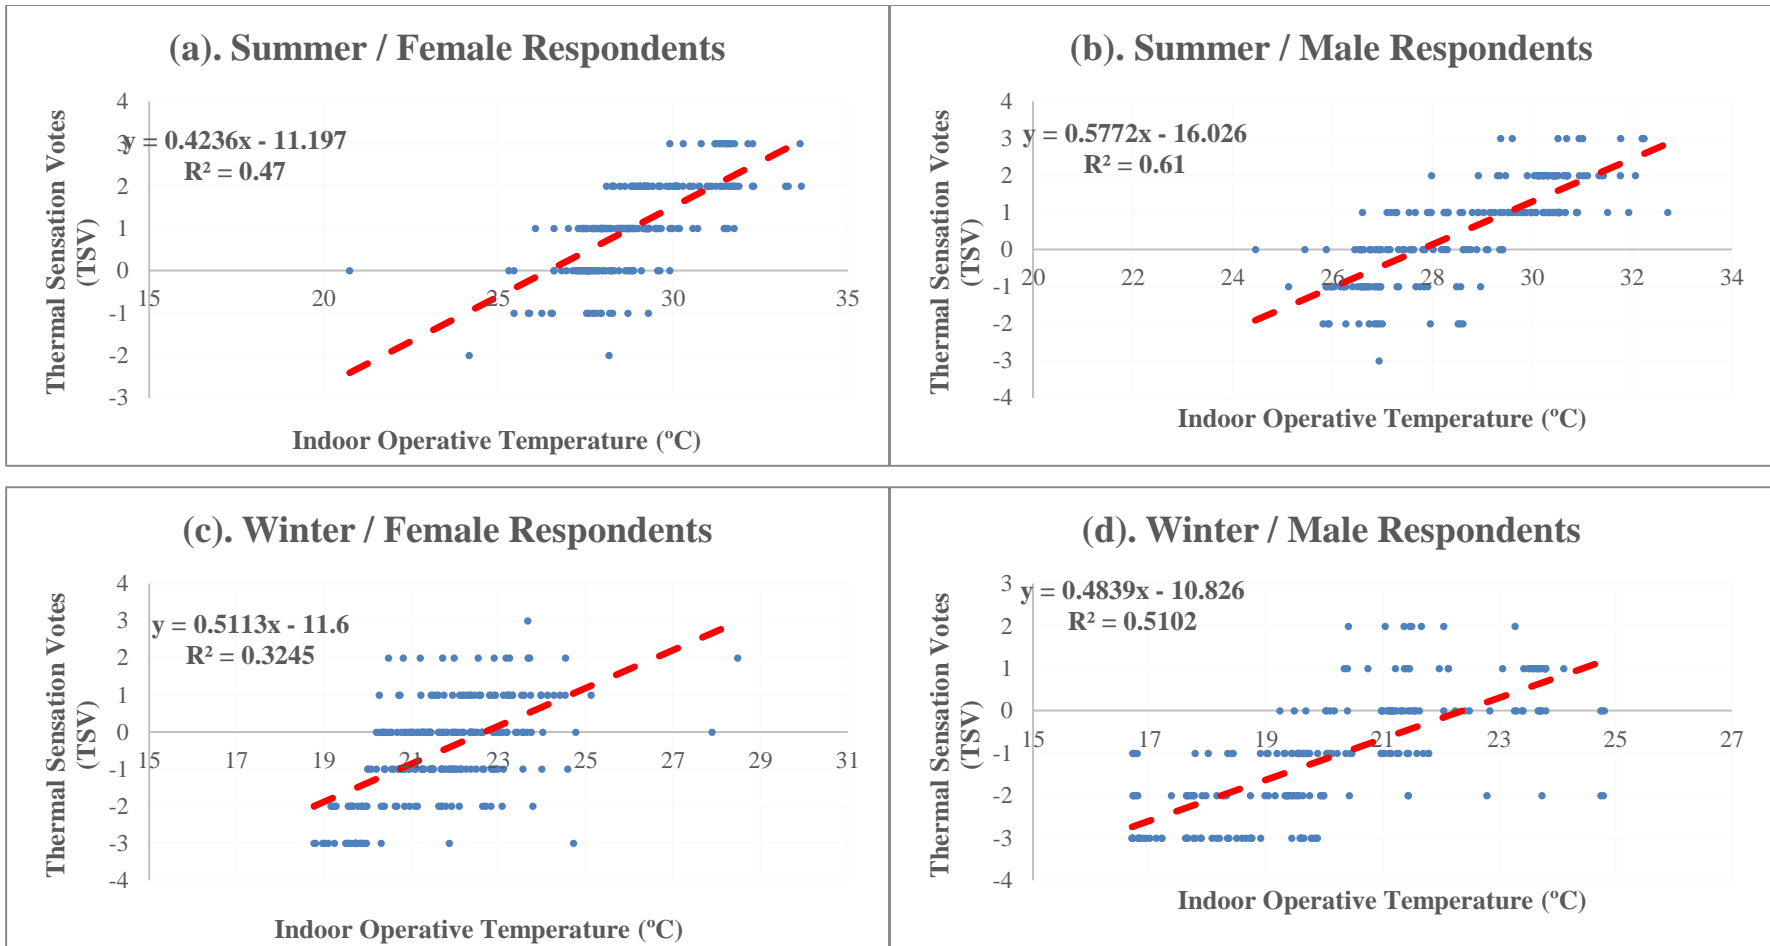 (a). Summer / Female Respondents
Thermal Sensation Votes
(TSV)
4
3
2
1
0
-1
-2
-3
y = 0.4236x - 11.197
R² = 0.47
15
20
25
30
35
Indoor Operative Temperature (ºC)
(b). Summer / Male Respondents
Thermal Sensation Votes
(TSV)
4
3
2
1
0
-1
-2
-3
-4
y = 0.5772x - 16.026
R² = 0.61
20
22
24
26
28
30
32
34
Indoor Operative Temperature (ºC)
(c). Winter / Female Respondents
Thermal Sensation Votes
(TSV)
4
3
2
1
0
-1
-2
-3
-4
y = 0.5113x - 11.6
R² = 0.3245
15
17
19
21
23
25
27
29
31
Indoor Operative Temperature (ºC)
(d). Winter / Male Respondents
Thermal Sensation Votes
(TSV)
3
2
1
0
-1
-2
-3
-4
y = 0.4839x - 10.826
R² = 0.5102
15
17
19
21
23
25
27
Indoor Operative Temperature (ºC)